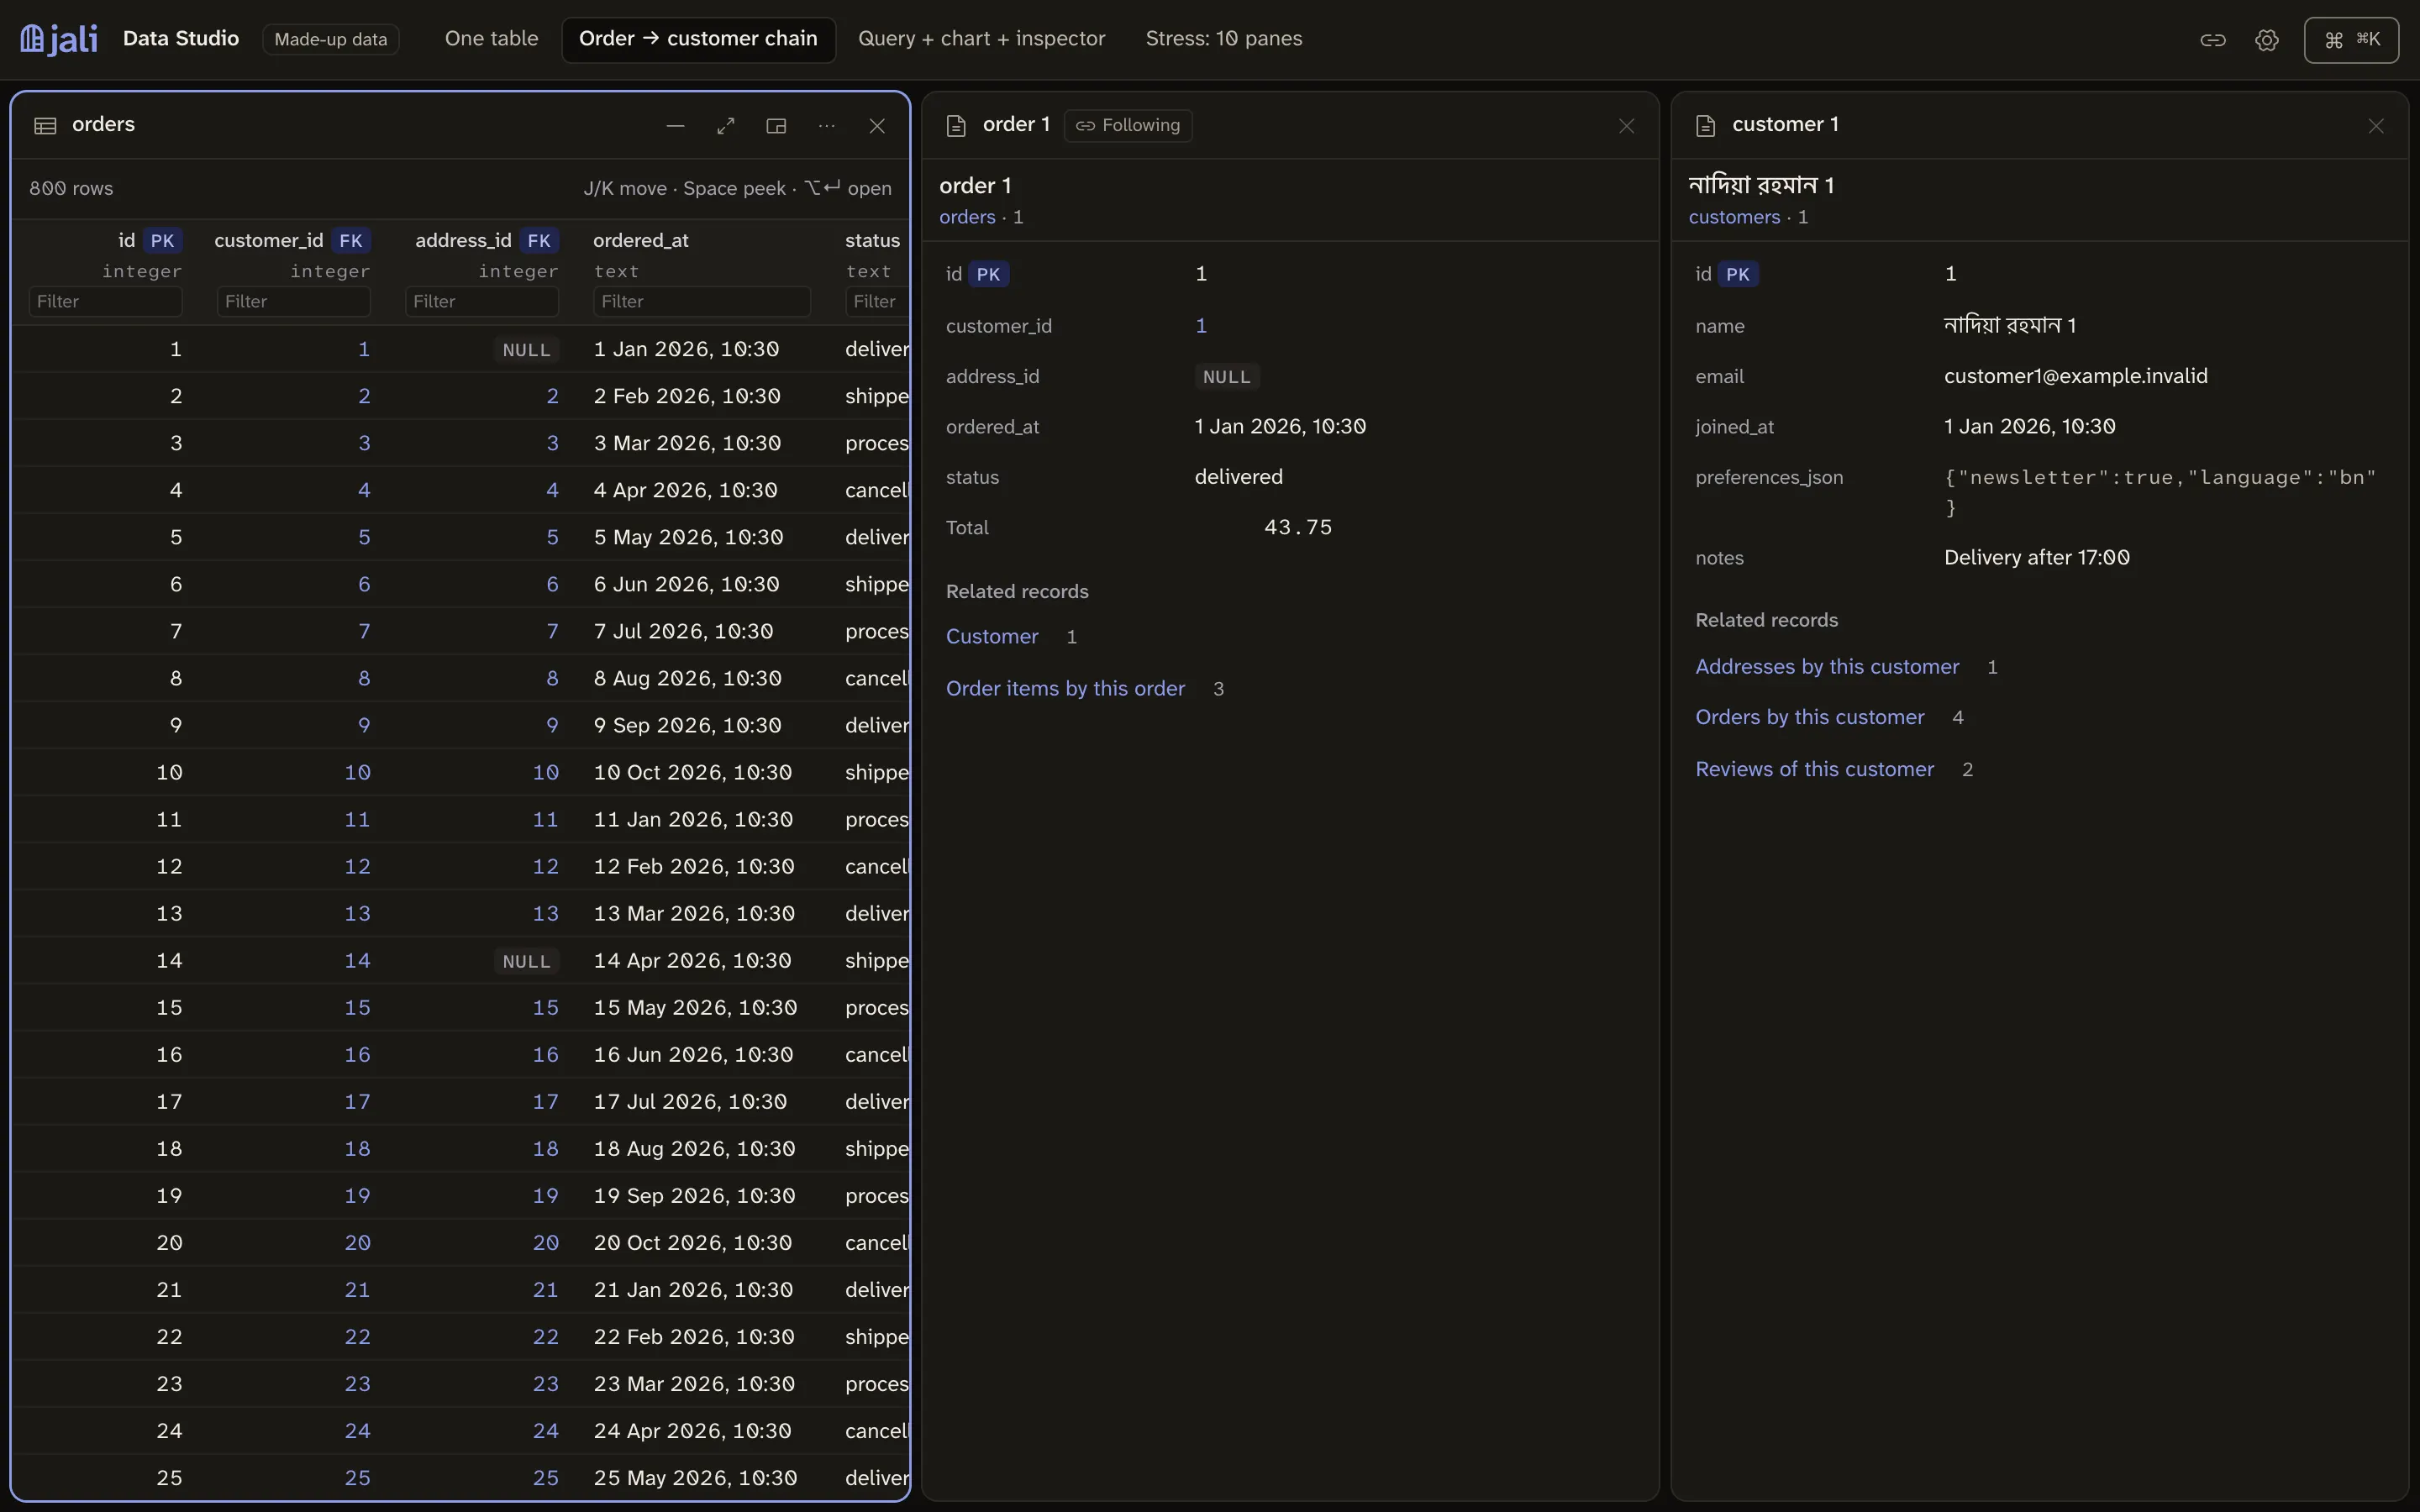 jali Data Studio Made-up data One table Order → customer chain Query + chart + inspector Stress: 10 panes ⌘ ⌘K
orders
800 rows J/K move · Space peek · ⌥↵ open
id PK customer_id FK address_id FK ordered_at status
integer integer integer text text
Filter Filter Filter Filter Filter
1 1 NULL 1 Jan 2026, 10:30 deliver
2 2 2 2 Feb 2026, 10:30 shippe
3 3 3 3 Mar 2026, 10:30 proces
4 4 4 4 Apr 2026, 10:30 cancel
5 5 5 5 May 2026, 10:30 deliver
6 6 6 6 Jun 2026, 10:30 shippe
7 7 7 7 Jul 2026, 10:30 proces
8 8 8 8 Aug 2026, 10:30 cancel
9 9 9 9 Sep 2026, 10:30 deliver
10 10 10 10 Oct 2026, 10:30 shippe
11 11 11 11 Jan 2026, 10:30 proces
12 12 12 12 Feb 2026, 10:30 cancel
13 13 13 13 Mar 2026, 10:30 deliver
14 14 NULL 14 Apr 2026, 10:30 shippe
15 15 15 15 May 2026, 10:30 proces
16 16 16 16 Jun 2026, 10:30 cancel
17 17 17 17 Jul 2026, 10:30 deliver
18 18 18 18 Aug 2026, 10:30 shippe
19 19 19 19 Sep 2026, 10:30 proces
20 20 20 20 Oct 2026, 10:30 cancel
21 21 21 21 Jan 2026, 10:30 deliver
22 22 22 22 Feb 2026, 10:30 shippe
23 23 23 23 Mar 2026, 10:30 proces
24 24 24 24 Apr 2026, 10:30 cancel
25 25 25 25 May 2026, 10:30 deliver
order 1 Following
order 1
orders · 1
id PK 1
customer_id 1
address_id NULL
ordered_at 1 Jan 2026, 10:30
status delivered
Total 43.75
Related records
Customer 1
Order items by this order 3
customer 1
নাদিয়া রহমান 1
customers · 1
id PK 1
name নাদিয়া রহমান 1
email customer1@example.invalid
joined_at 1 Jan 2026, 10:30
preferences_json {"newsletter":true,"language":"bn"
}
notes Delivery after 17:00
Related records
Addresses by this customer 1
Orders by this customer 4
Reviews of this customer 2